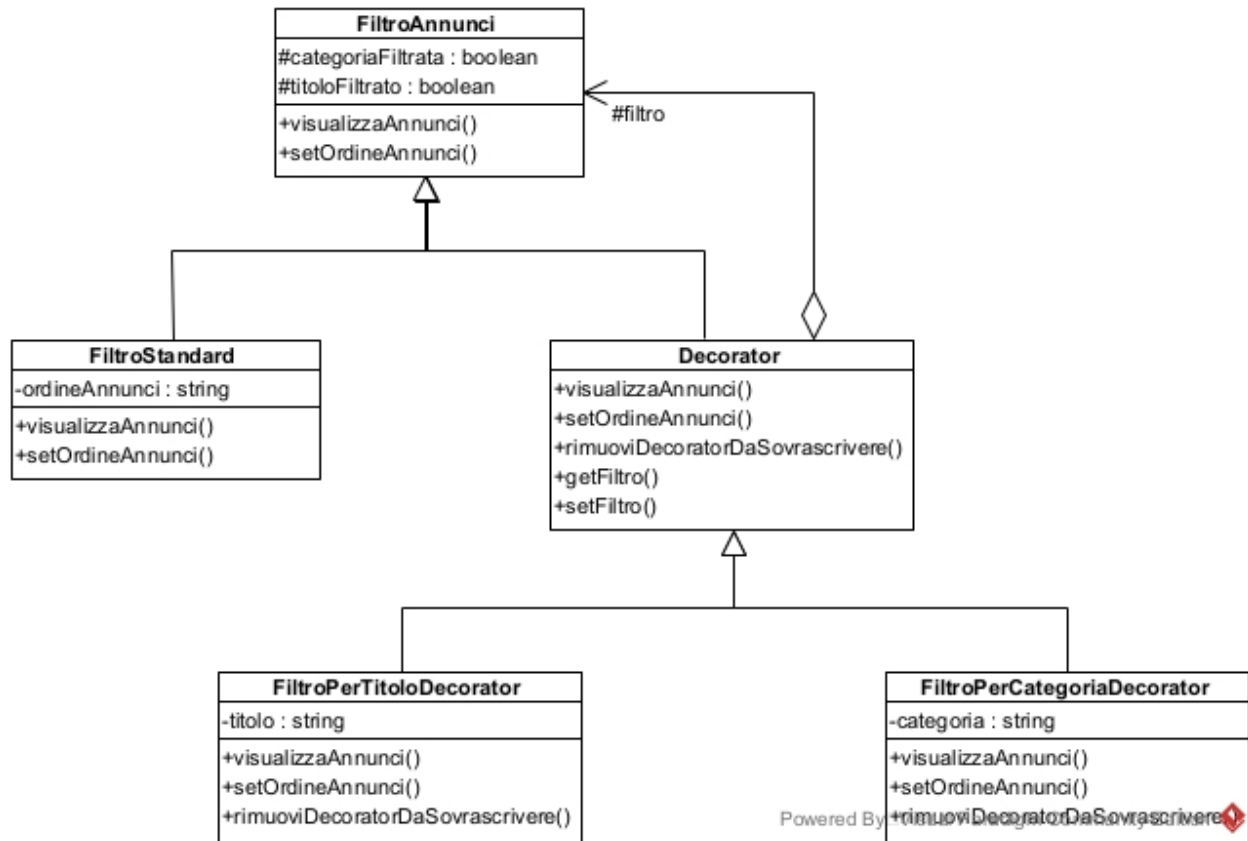 FiltroAnnunci
#categoriaFiltrata : boolean
#titoloFiltrato : boolean
+visualizzaAnnunci()
+setOrdineAnnunci()
#filtro
FiltroStandard
-ordineAnnunci : string
+visualizzaAnnunci()
+setOrdineAnnunci()
Decorator
+visualizzaAnnunci()
+setOrdineAnnunci()
+rimuoviDecoratorDaSovrascrivere()
+getFiltro()
+setFiltro()
FiltroPerTitoloDecorator
-titolo : string
+visualizzaAnnunci()
+setOrdineAnnunci()
+rimuoviDecoratorDaSovrascrivere()
FiltroPerCategoriaDecorator
-categoria : string
+visualizzaAnnunci()
+setOrdineAnnunci()
+rimuoviDecoratorDaSovrascrivere()
Powered By